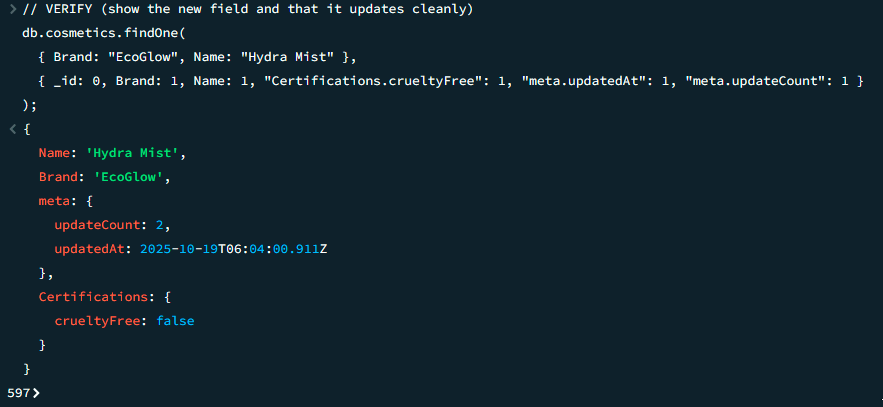 > // VERIFY (show the new field and that it updates cleanly)
db.cosmetics.findOne(
{ Brand: "EcoGlow", Name: "Hydra Mist" },
{ _id: 0, Brand: 1, Name: 1, "Certifications.crueltyFree": 1, "meta.updatedAt": 1, "meta.updateCount": 1 }
);
< {
Name: 'Hydra Mist',
Brand: 'EcoGlow',
meta: {
updateCount: 2,
updatedAt: 2025-10-19T06:04:00.911Z
},
Certifications: {
crueltyFree: false
}
}
597>